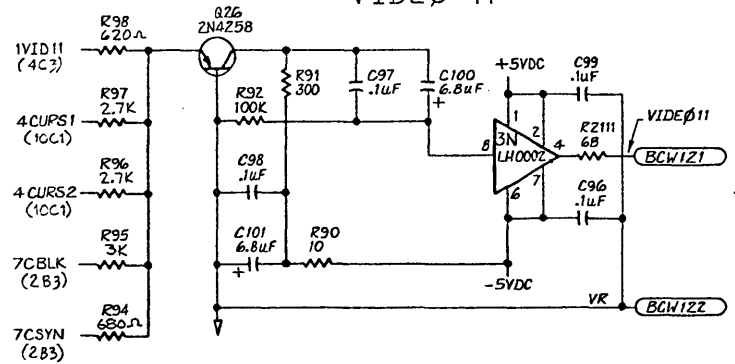 VIDEØ 11
Q26
2N4258
R98
620Ω
1VID11
(4C3)
R97
2.7K
4CUPS1
(10C1)
R96
2.7K
4CURS2
(10C1)
R95
3K
7CBLK
(2B3)
R94
680Ω
7CSYN
(2B3)
R92
100K
R91
300
C97
.1uF
C100
6.8uF
+
C98
.1uF
C101
6.8uF
+
R90
10
+5VDC
C99
.1uF
1
2
3N
LH0002
8
4
6
7
R2111
68
VIDEØ11
BCW121
C96
.1uF
-5VDC
VR
BCW122